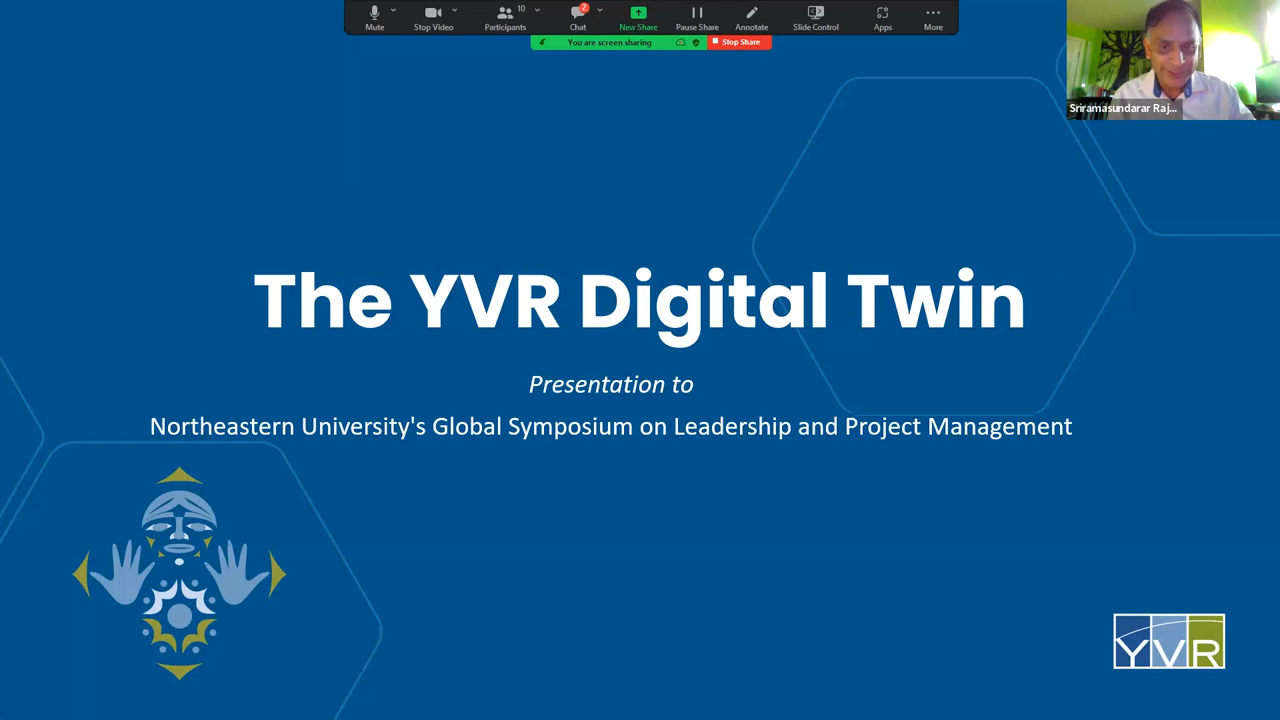 10
2
Mute
Stop Video
Participants
Chat
New Share
Pause Share
Annotate
Slide Control
Apps
More
You are screen sharing
Stop Share
Sriramasundarar Raj...
The YVR Digital Twin
Presentation to
Northeastern University's Global Symposium on Leadership and Project Management
YVR